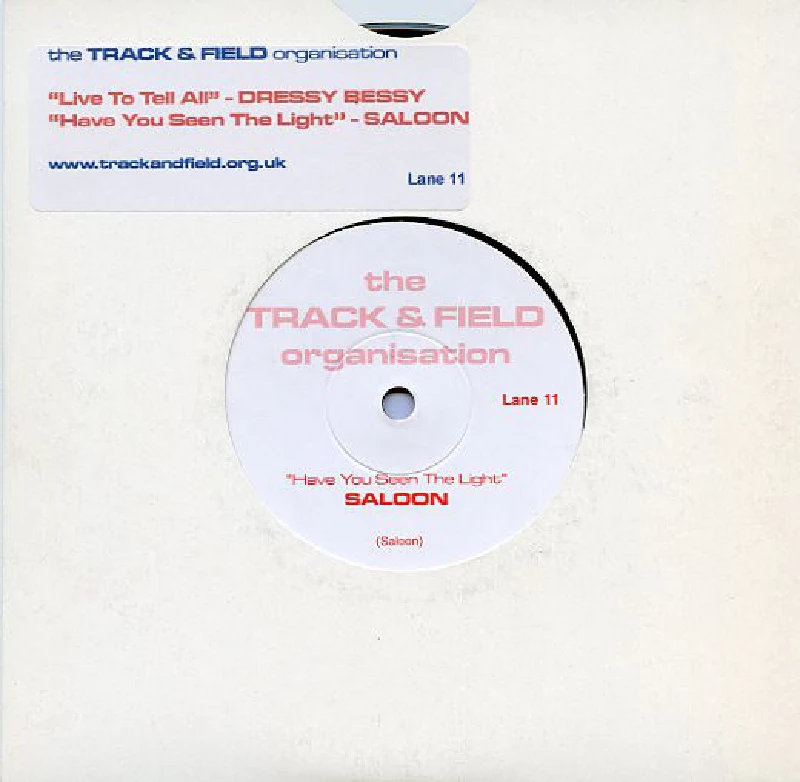 the TRACK & FIELD organisation
"Live To Tell All" - DRESSY BESSY
"Have You Seen The Light" - SALOON
www.trackandfield.org.uk
Lane 11
the
TRACK & FIELD
organisation
Lane 11
"Have You Seen The Light"
SALOON
(Saloon)